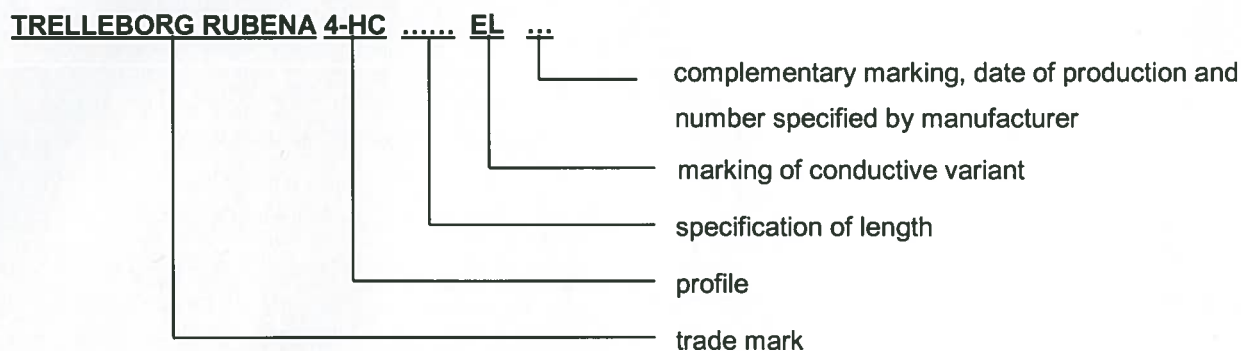 TRELLEBORG RUBENA 4-HC ...... EL ...
complementary marking, date of production and
number specified by manufacturer
marking of conductive variant
specification of length
profile
trade mark